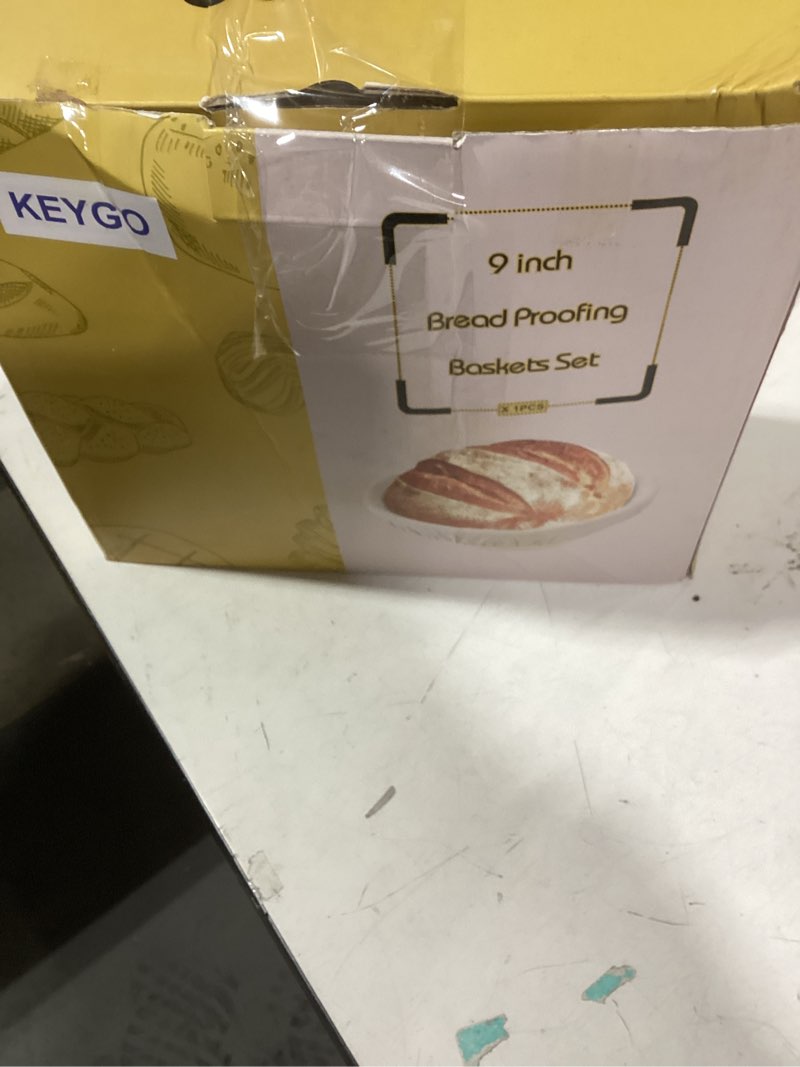 KEYGO
9 inch
Bread Proofing
Baskets Set
X 1PCS